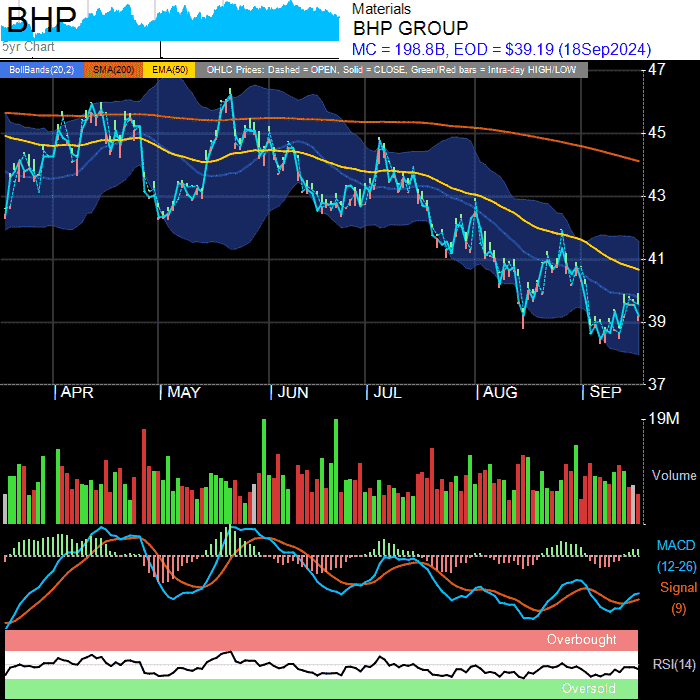 BHP
5yr Chart
Materials
BHP GROUP
MC = 198.8B, EOD = $39.19 (18Sep2024)
BollBands(20,2) SMA(200) EMA(50) OHLC Prices: Dashed = OPEN, Solid = CLOSE, Green/Red bars = Intra-day HIGH/LOW
47
45
43
41
39
37
APR MAY JUN JUL AUG SEP
19M
Volume
MACD
(12-26)
Signal
(9)
Overbought
RSI(14)
Oversold